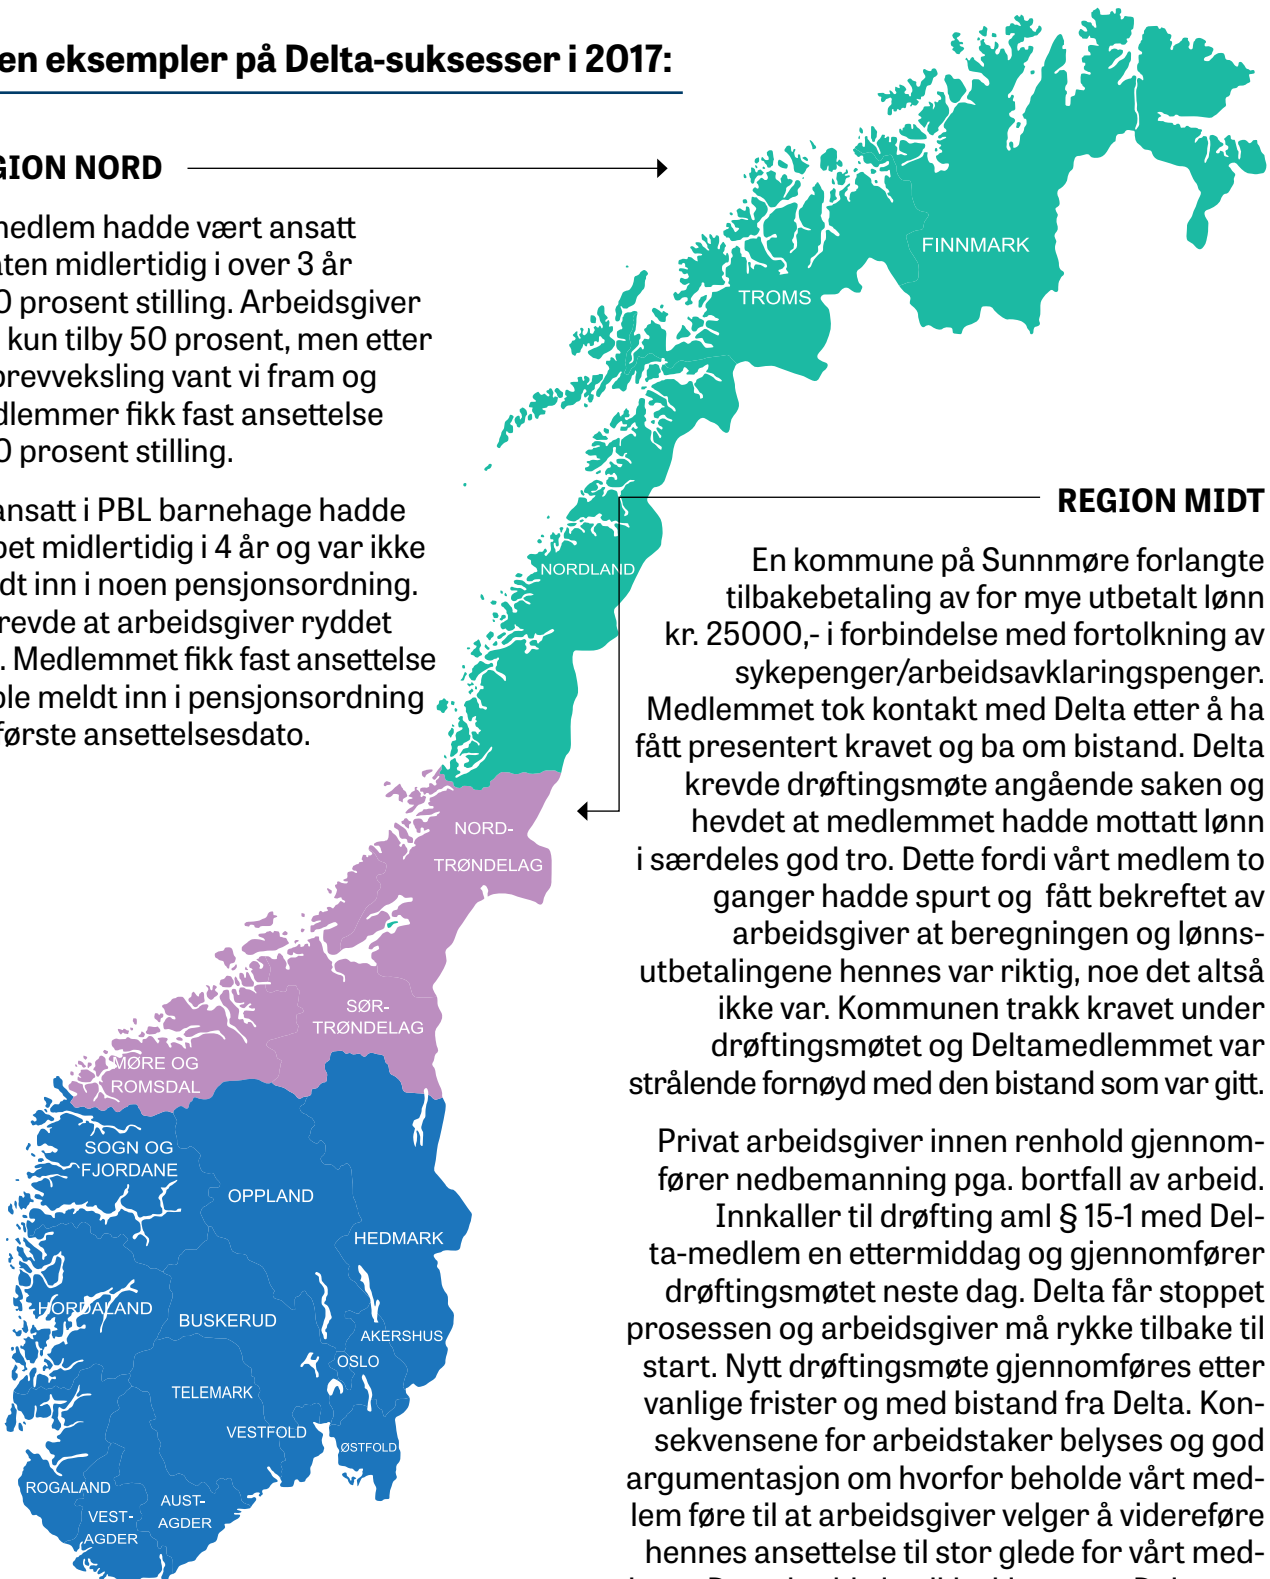 en eksempler på Delta-suksesser i 2017:
GION NORD
medlem hadde vært ansatt
aten midlertidig i over 3 år
0 prosent stilling. Arbeidsgiver
kun tilby 50 prosent, men etter
brevveksling vant vi fram og
dlemmer fikk fast ansettelse
0 prosent stilling.
ansatt i PBL barnehage hadde
bet midlertidig i 4 år og var ikke
dt inn i noen pensjonsordning.
revde at arbeidsgiver ryddet
. Medlemmet fikk fast ansettelse
ble meldt inn i pensjonsordning
første ansettelsesdato.
FINNMARK
TROMS
NORDLAND
REGION MIDT
En kommune på Sunnmøre forlangte
tilbakebetaling av for mye utbetalt lønn
kr. 25000,- i forbindelse med fortolkning av
sykepenger/arbeidsavklaringspenger.
Medlemmet tok kontakt med Delta etter å ha
fått presentert kravet og ba om bistand. Delta
krevde drøftingsmøte angående saken og
hevdet at medlemmet hadde mottatt lønn
i særdeles god tro. Dette fordi vårt medlem to
ganger hadde spurt og  fått bekreftet av
arbeidsgiver at beregningen og lønns-
utbetalingene hennes var riktig, noe det altså
ikke var. Kommunen trakk kravet under
drøftingsmøtet og Deltamedlemmet var
strålende fornøyd med den bistand som var gitt.
Privat arbeidsgiver innen renhold gjennom-
fører nedbemanning pga. bortfall av arbeid.
Innkaller til drøfting aml § 15-1 med Del-
ta-medlem en ettermiddag og gjennomfører
drøftingsmøtet neste dag. Delta får stoppet
prosessen og arbeidsgiver må rykke tilbake til
start. Nytt drøftingsmøte gjennomføres etter
vanlige frister og med bistand fra Delta. Kon-
sekvensene for arbeidstaker belyses og god
argumentasjon om hvorfor beholde vårt med-
lem føre til at arbeidsgiver velger å videreføre
hennes ansettelse til stor glede for vårt med-
NORD-
TRØNDELAG
SØR-
TRØNDELAG
MØRE OG
ROMSDAL
SOGN OG
FJORDANE
OPPLAND
HEDMARK
HORDALAND
BUSKERUD
AKERSHUS
OSLO
TELEMARK
VESTFOLD
ØSTFOLD
ROGALAND
VEST-
AGDER
AUST-
AGDER